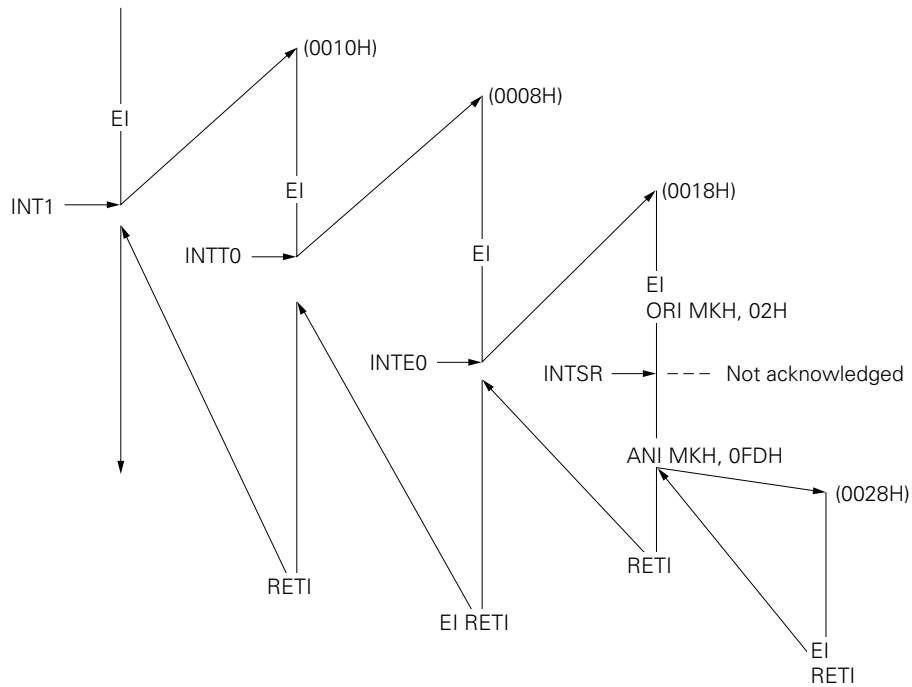 (0010H)
(0008H)
EI
EI
(0018H)
INT1
INTT0
EI
EI
ORI MKH, 02H
INTE0
INTSR
Not acknowledged
ANI MKH, 0FDH
(0028H)
RETI
RETI
EI RETI
EI
RETI